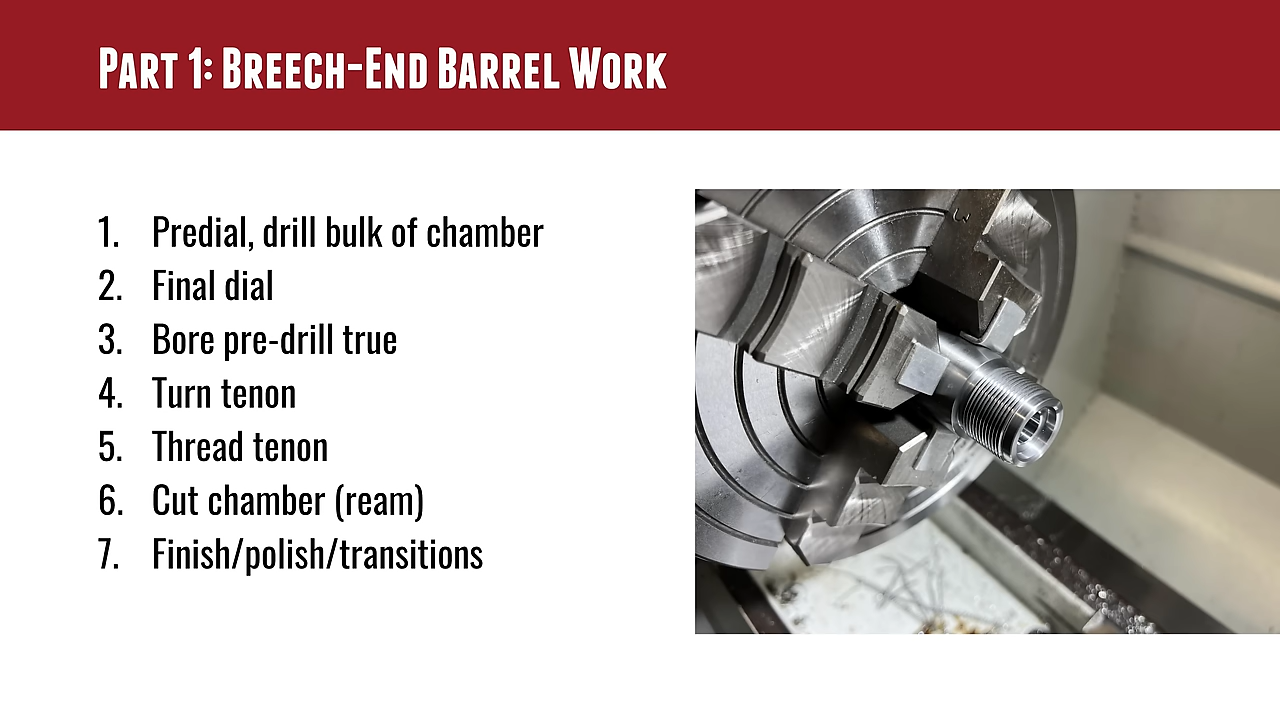 Part 1: Breech-End Barrel Work
1. Predial, drill bulk of chamber
2. Final dial
3. Bore pre-drill true
4. Turn tenon
5. Thread tenon
6. Cut chamber (ream)
7. Finish/polish/transitions
3